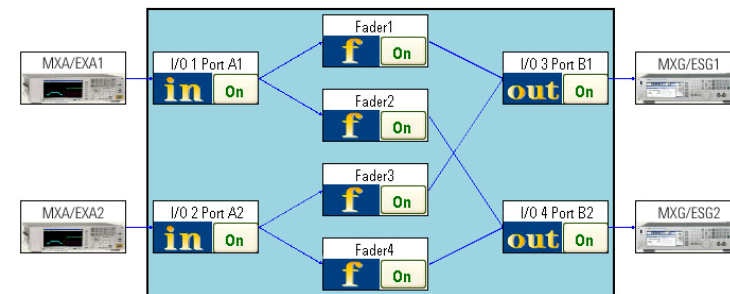 Fader1
f On
MXA/EXA1
I/O 1 Port A1
in On
I/O 3 Port B1
out On
MXG/ESG1
Fader2
f On
Fader3
f On
MXA/EXA2
I/O 2 Port A2
in On
I/O 4 Port B2
out On
MXG/ESG2
Fader4
f On